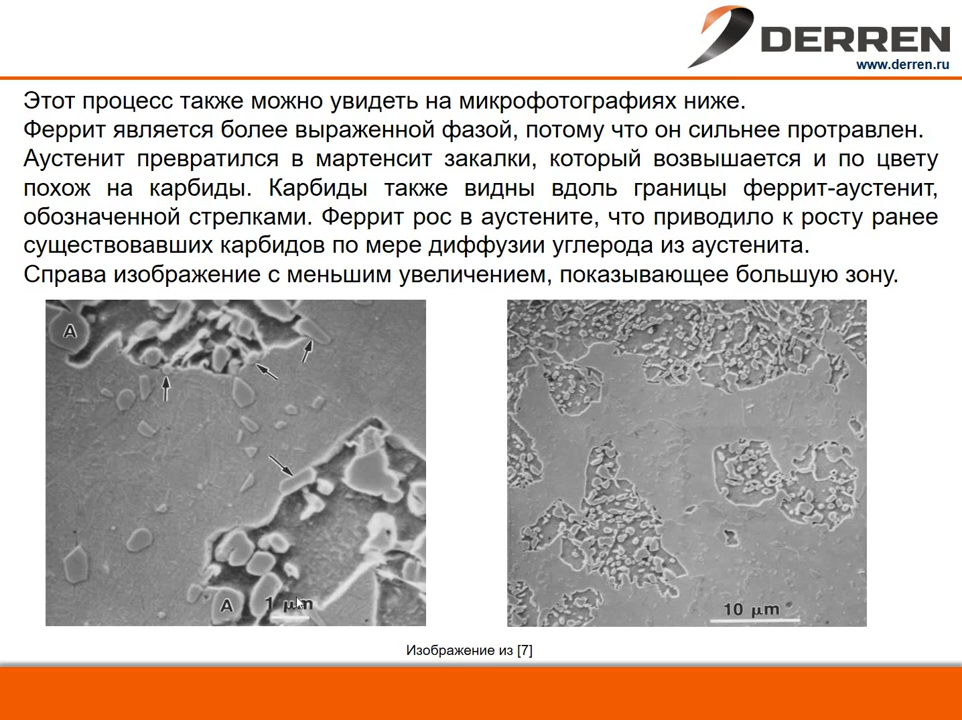 DERREN
www.derren.ru
Этот процесс также можно увидеть на микрофотографиях ниже.
Феррит является более выраженной фазой, потому что он сильнее протравлен.
Аустенит превратился в мартенсит закалки, который возвышается и по цвету
похож на карбиды. Карбиды также видны вдоль границы феррит-аустенит,
обозначенной стрелками. Феррит рос в аустените, что приводило к росту ранее
существовавших карбидов по мере диффузии углерода из аустенита.
Справа изображение с меньшим увеличением, показывающее большую зону.
A
A
1 μm
10 μm
Изображение из [7]